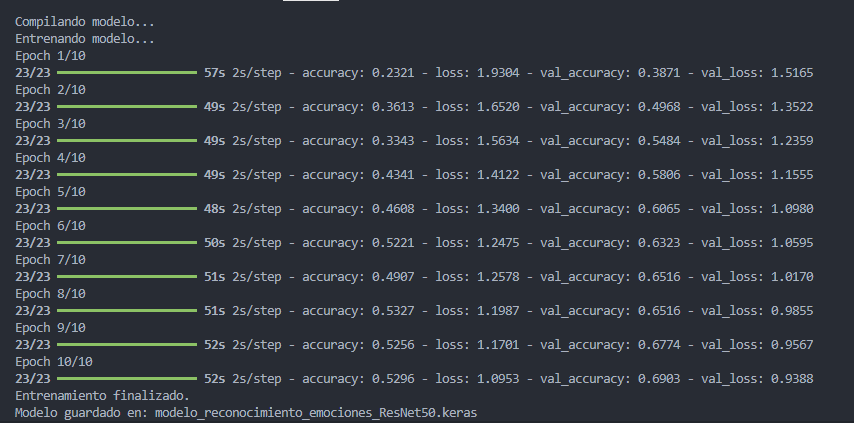 Compilando modelo...
Entrenando modelo...
Epoch 1/10
23/23 57s 2s/step - accuracy: 0.2321 - loss: 1.9304 - val_accuracy: 0.3871 - val_loss: 1.5165
Epoch 2/10
23/23 49s 2s/step - accuracy: 0.3613 - loss: 1.6520 - val_accuracy: 0.4968 - val_loss: 1.3522
Epoch 3/10
23/23 49s 2s/step - accuracy: 0.3343 - loss: 1.5634 - val_accuracy: 0.5484 - val_loss: 1.2359
Epoch 4/10
23/23 49s 2s/step - accuracy: 0.4341 - loss: 1.4122 - val_accuracy: 0.5806 - val_loss: 1.1555
Epoch 5/10
23/23 48s 2s/step - accuracy: 0.4608 - loss: 1.3400 - val_accuracy: 0.6065 - val_loss: 1.0980
Epoch 6/10
23/23 50s 2s/step - accuracy: 0.5221 - loss: 1.2475 - val_accuracy: 0.6323 - val_loss: 1.0595
Epoch 7/10
23/23 51s 2s/step - accuracy: 0.4907 - loss: 1.2578 - val_accuracy: 0.6516 - val_loss: 1.0170
Epoch 8/10
23/23 51s 2s/step - accuracy: 0.5327 - loss: 1.1987 - val_accuracy: 0.6516 - val_loss: 0.9855
Epoch 9/10
23/23 52s 2s/step - accuracy: 0.5256 - loss: 1.1701 - val_accuracy: 0.6774 - val_loss: 0.9567
Epoch 10/10
23/23 52s 2s/step - accuracy: 0.5296 - loss: 1.0953 - val_accuracy: 0.6903 - val_loss: 0.9388
Entrenamiento finalizado.
Modelo guardado en: modelo_reconocimiento_emociones_ResNet50.keras